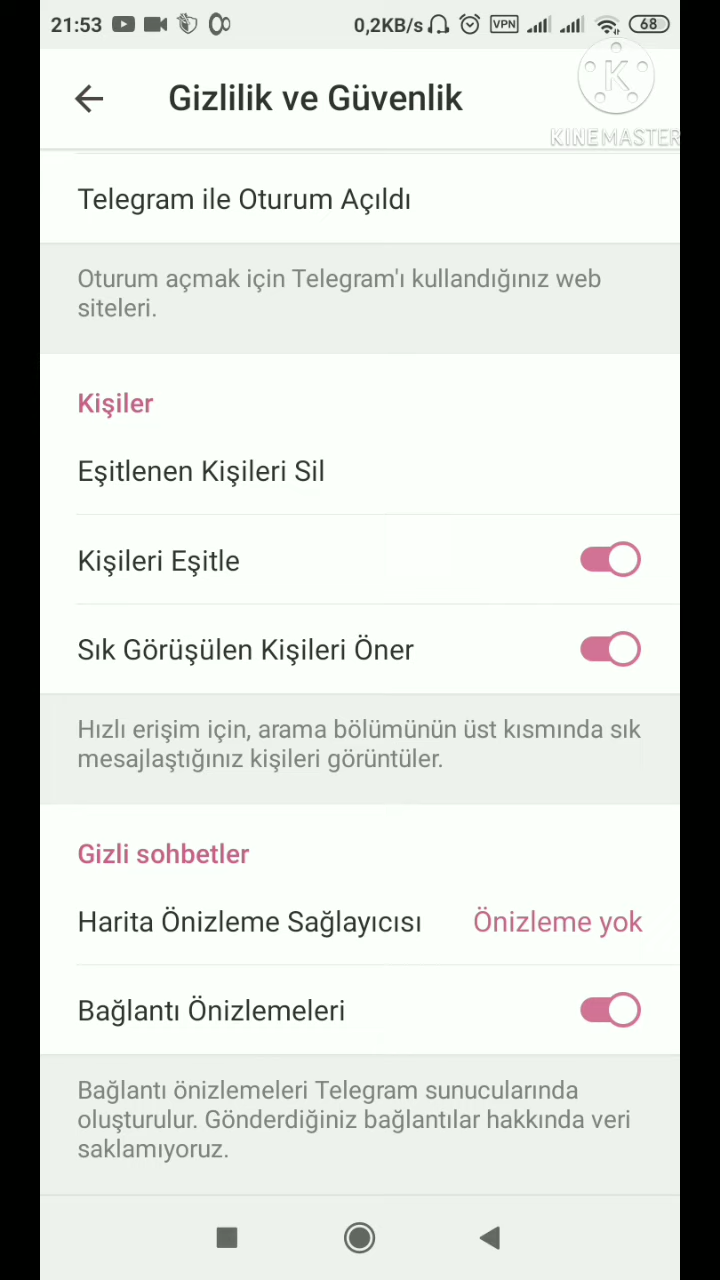 21:53 0,2KB/s VPN 68
Gizlilik ve Güvenlik
K
KINEMASTER
Telegram ile Oturum Açıldı
Oturum açmak için Telegram'ı kullandığınız web
siteleri.
Kişiler
Eşitlenen Kişileri Sil
Kişileri Eşitle
Sık Görüşülen Kişileri Öner
Hızlı erişim için, arama bölümünün üst kısmında sık
mesajlaştığınız kişileri görüntüler.
Gizli sohbetler
Harita Önizleme Sağlayıcısı Önizleme yok
Bağlantı Önizlemeleri
Bağlantı önizlemeleri Telegram sunucularında
oluşturulur. Gönderdiğiniz bağlantılar hakkında veri
saklamıyoruz.